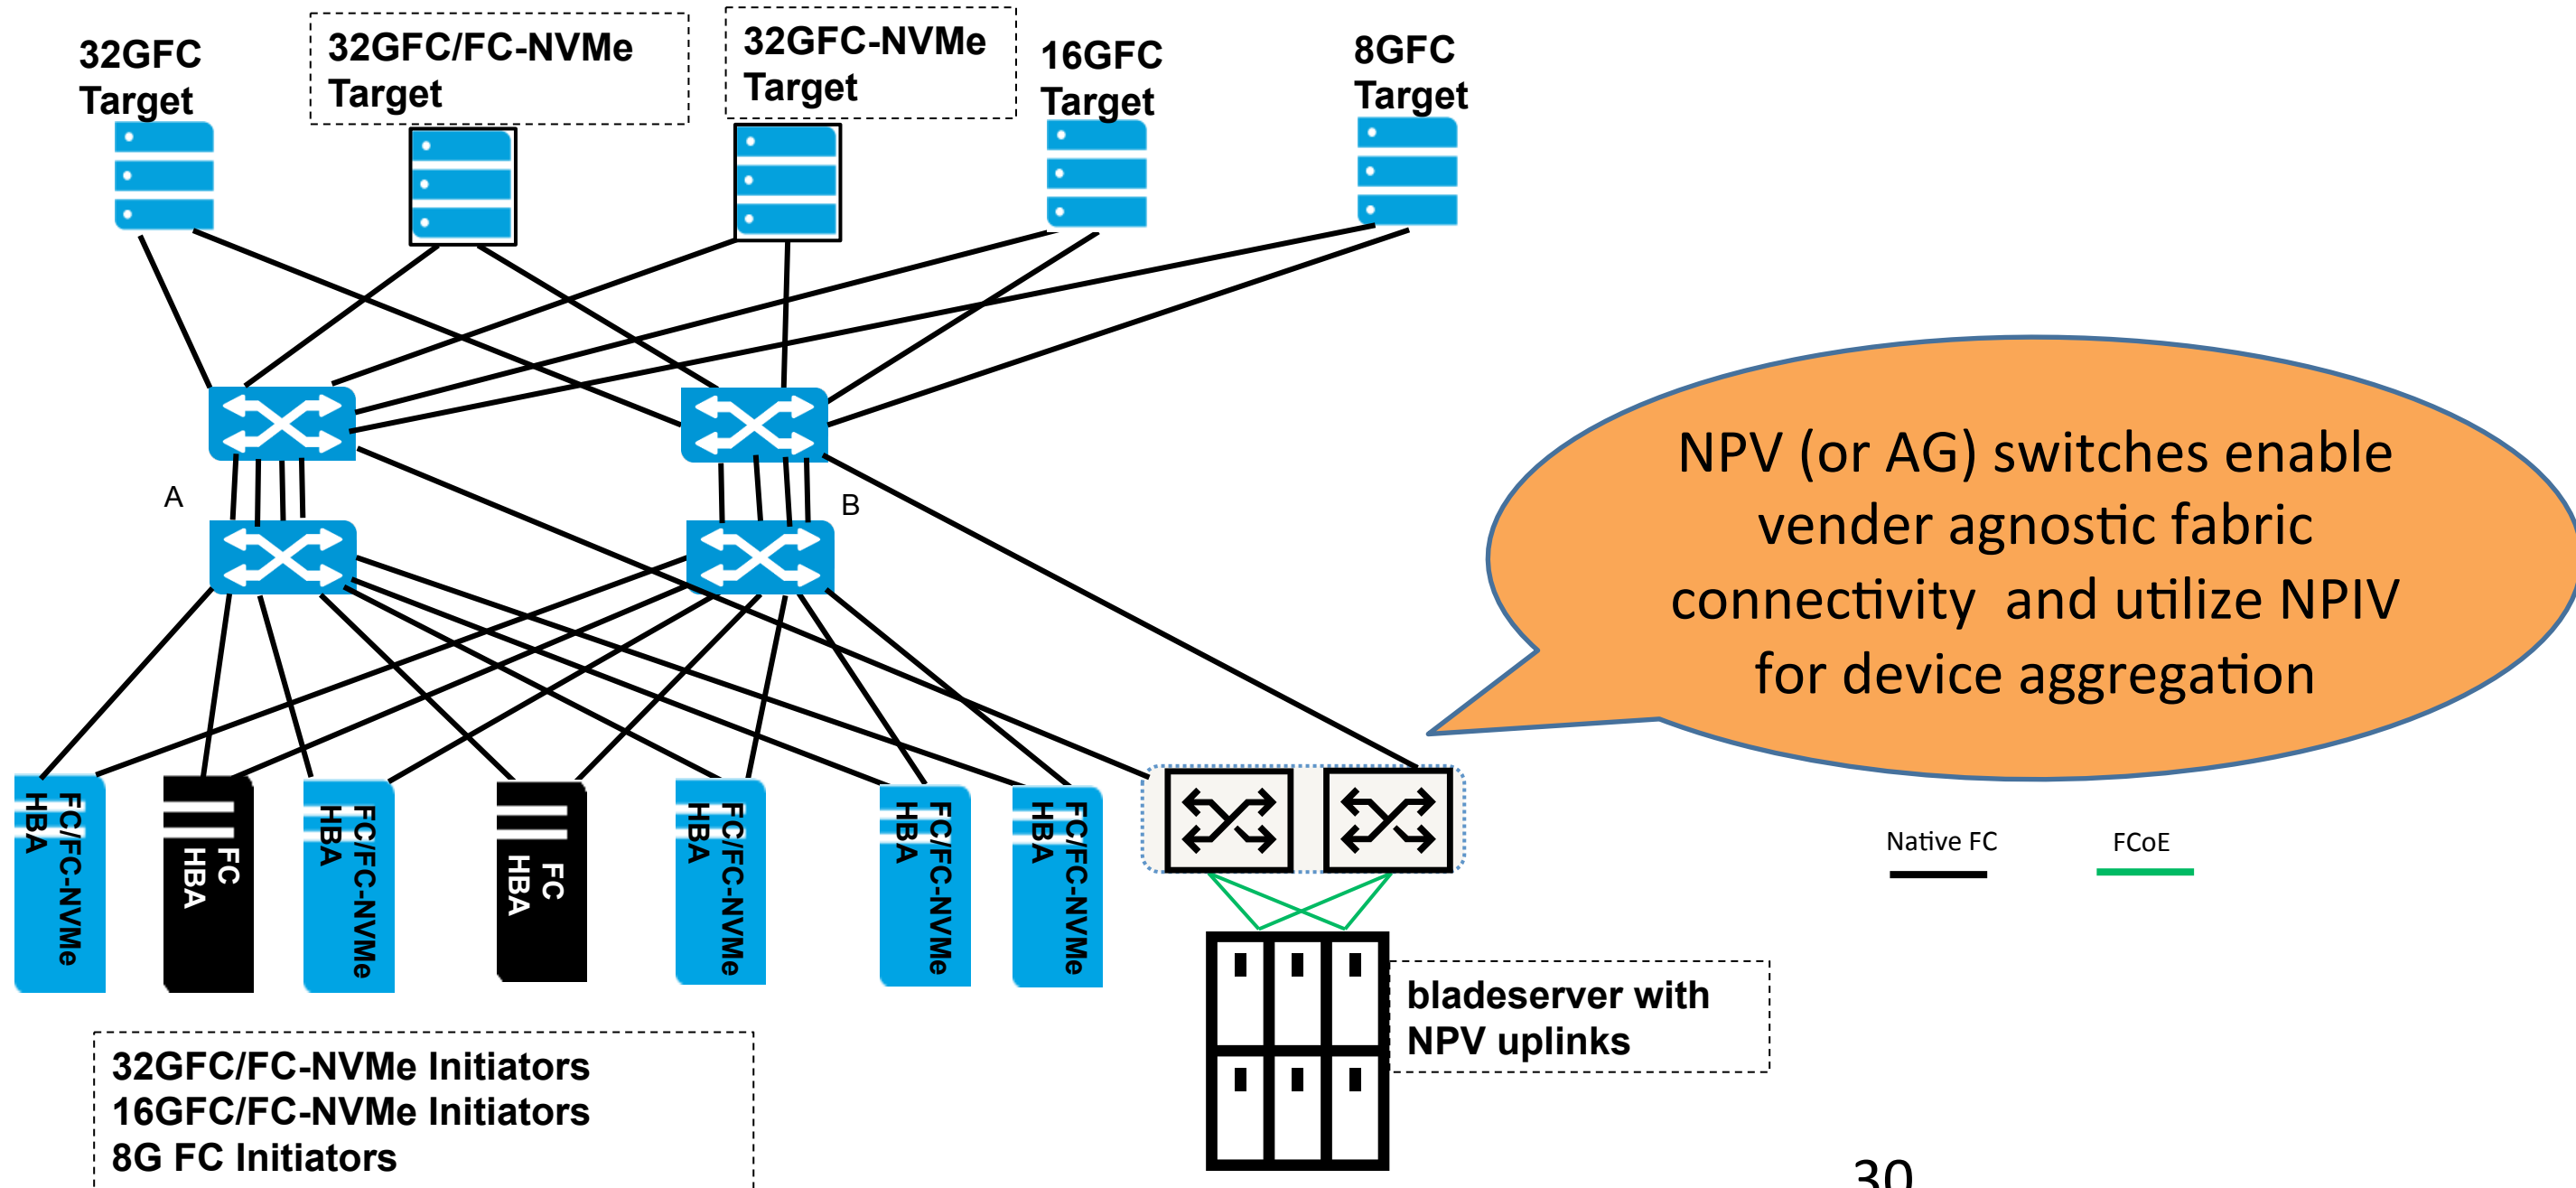 32GFC
Target
32GFC/FC-NVMe
Target
32GFC-NVMe
Target
16GFC
Target
8GFC
Target
A
B
NPV (or AG) switches enable
vender agnostic fabric
connectivity and utilize NPIV
for device aggregation
FC/FC-NVMe
HBA
FC
HBA
FC/FC-NVMe
HBA
FC
HBA
FC/FC-NVMe
HBA
FC/FC-NVMe
HBA
FC/FC-NVMe
HBA
Native FC
FCoE
bladeserver with
NPV uplinks
32GFC/FC-NVMe Initiators
16GFC/FC-NVMe Initiators
8G FC Initiators
30